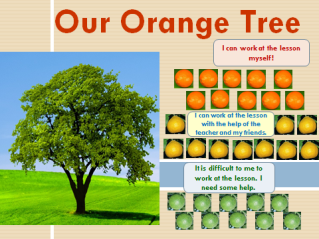 Our Orange Tree
I can work at the lesson
myself!
I can work at the lesson
with the help of the
teacher and my friends.
It is difficult to me to
work at the lesson. I
need some help.